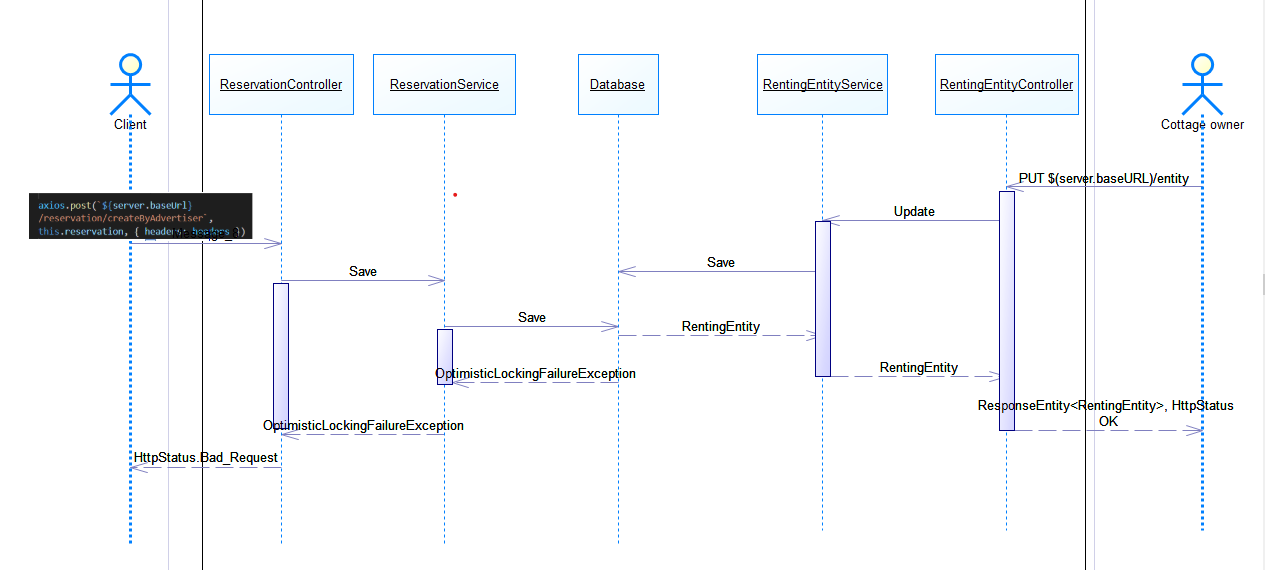 ReservationController
ReservationService
Database
RentingEntityService
RentingEntityController
Client
Cottage owner
PUT $(server.baseURL)/entity
axios.post(`${server.baseUrl}
/reservation/createByAdvertiser`,
this.reservation, { headers: headers })
Update
Save
Save
Save
RentingEntity
RentingEntity
OptimisticLockingFailureException
ResponseEntity<RentingEntity>, HttpStatus
OK
OptimisticLockingFailureException
HttpStatus.Bad_Request